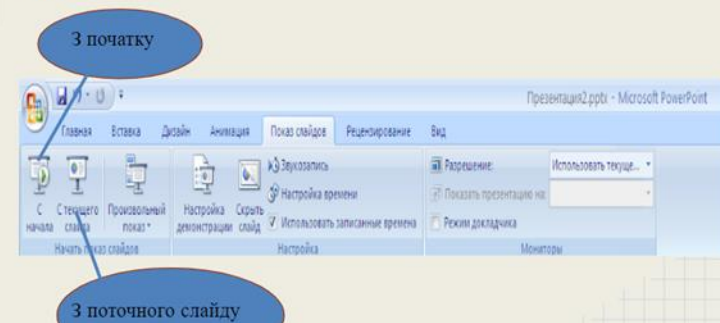 З початку
Презентация2.pptx - Microsoft PowerPoint
Главная Вставка Дизайн Анимация Показ слайдов Рецензирование Вид
С начала
С текущего слайда
Произвольный показ
Начать показ слайдов
Настройка демонстрации
Скрыть слайд
Звукозапись
Настройка времени
Использовать записанные времена
Настройка
Разрешение: Использовать текуще...
Показать презентацию на:
Режим докладчика
Мониторы
З поточного слайду